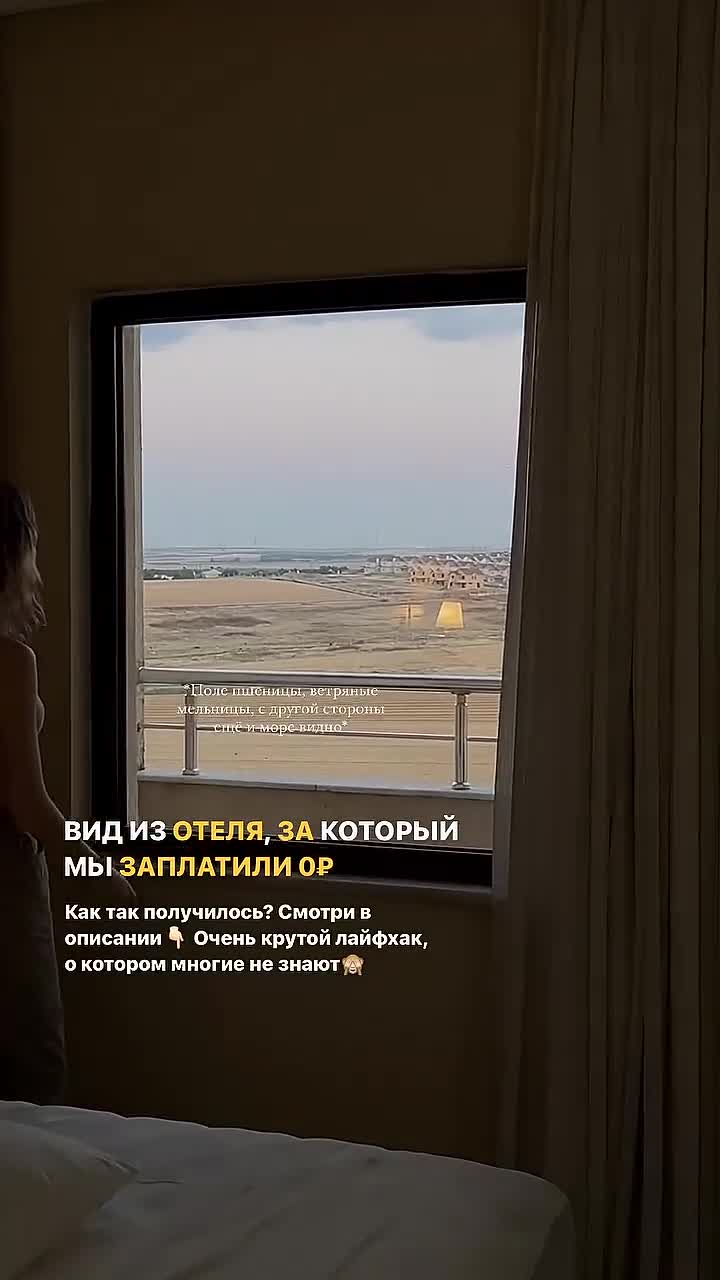 *Поле пшеницы, ветряные
мельницы, с другой стороны
ещё и море видно*
ВИД ИЗ ОТЕЛЯ, ЗА КОТОРЫЙ
МЫ ЗАПЛАТИЛИ 0₽
Как так получилось? Смотри в
описании 👇🏻 Очень крутой лайфхак,
о котором многие не знают🙈